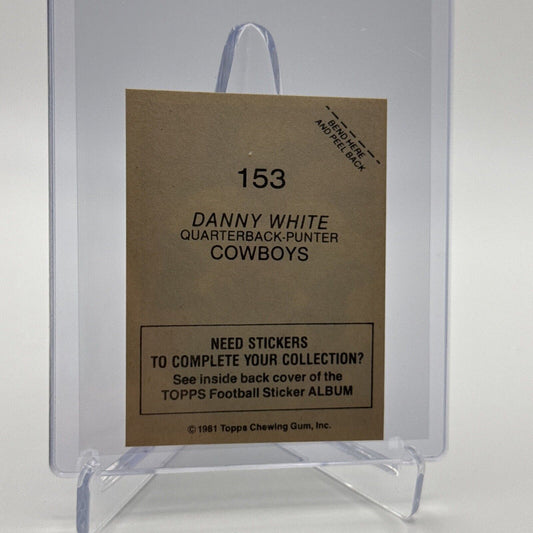 BEND HERE
AND PEEL BACK
153
DANNY WHITE
QUARTERBACK-PUNTER
COWBOYS
NEED STICKERS
TO COMPLETE YOUR COLLECTION?
See inside back cover of the
TOPPS Football Sticker ALBUM
© 1981 Topps Chewing Gum, Inc.